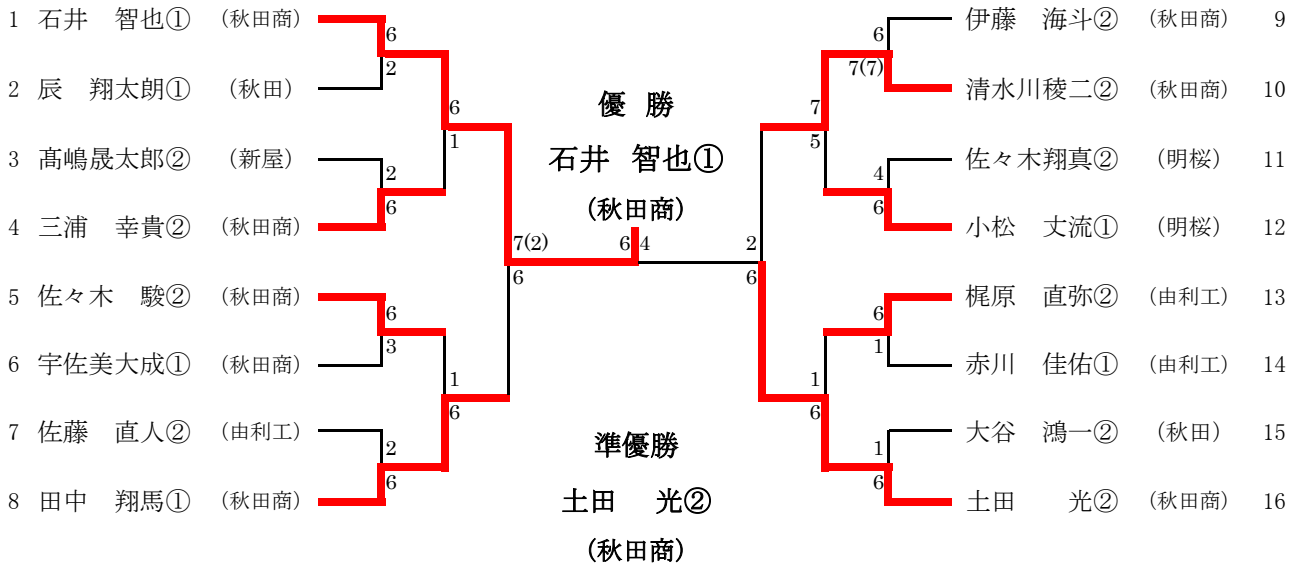 1 石井　智也① (秋田商)
6
2
2 辰　翔太朗① (秋田)
6
1
3 髙嶋晟太郎② (新屋)
2
6
4 三浦　幸貴② (秋田商)
7(2)
6
5 佐々木　駿② (秋田商)
6
3
6 宇佐美大成① (秋田商)
1
6
7 佐藤　直人② (由利工)
2
6
8 田中　翔馬① (秋田商)
優 勝
石井　智也①
(秋田商)
6 4
準優勝
土田　光②
(秋田商)
伊藤　海斗② (秋田商) 9
6
7(7)
清水川稜二② (秋田商) 10
7
5
佐々木翔真② (明桜) 11
4
6
小松　丈流① (明桜) 12
2
6
梶原　直弥② (由利工) 13
6
1
赤川　佳佑① (由利工) 14
1
6
大谷　鴻一② (秋田) 15
1
6
土田　　光② (秋田商) 16